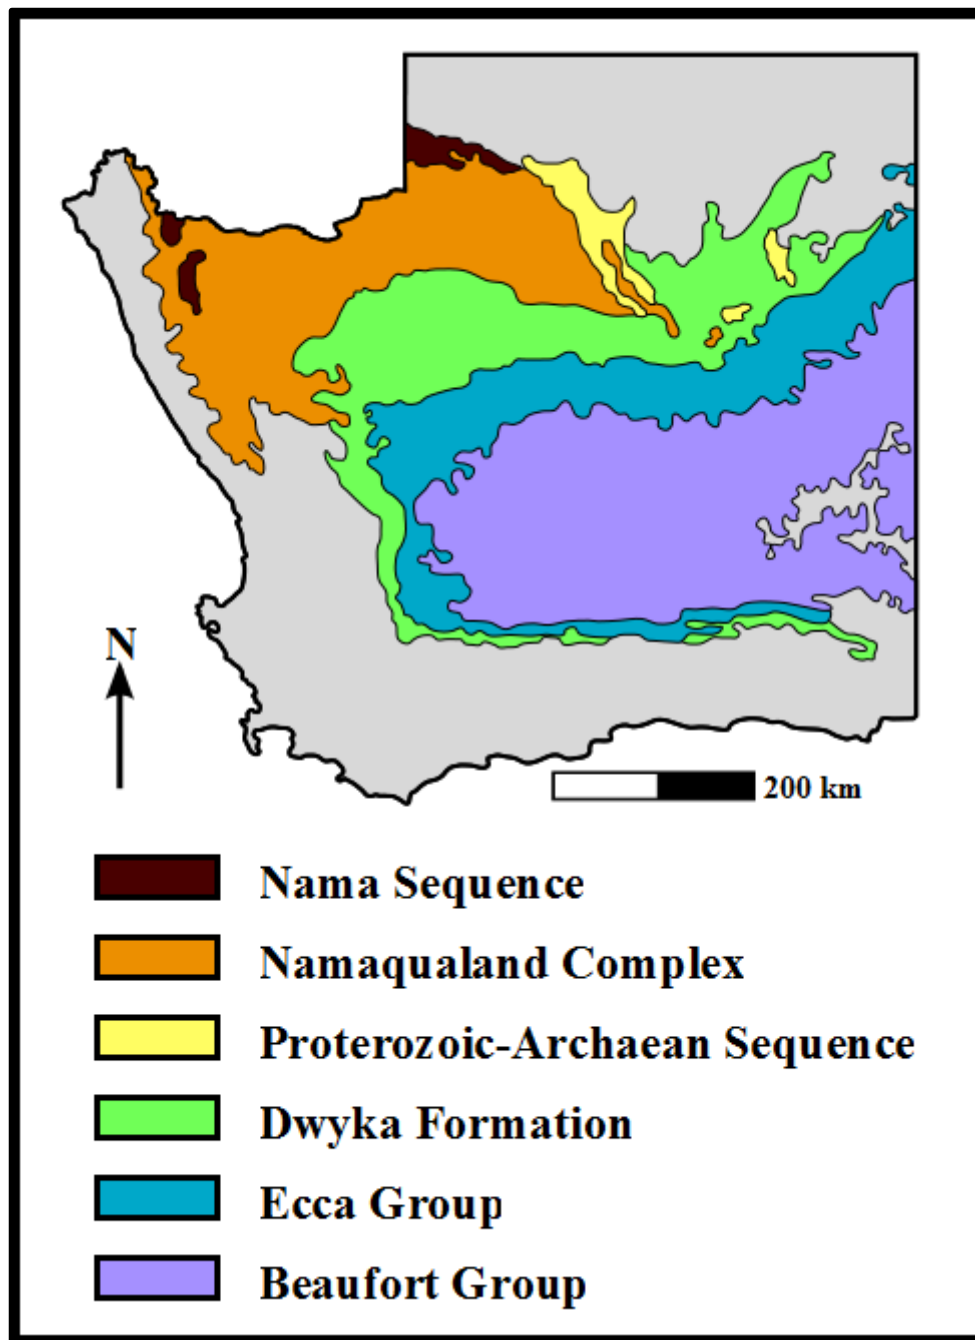 N
200 km
Nama Sequence
Namaqualand Complex
Proterozoic-Archaean Sequence
Dwyka Formation
Ecca Group
Beaufort Group